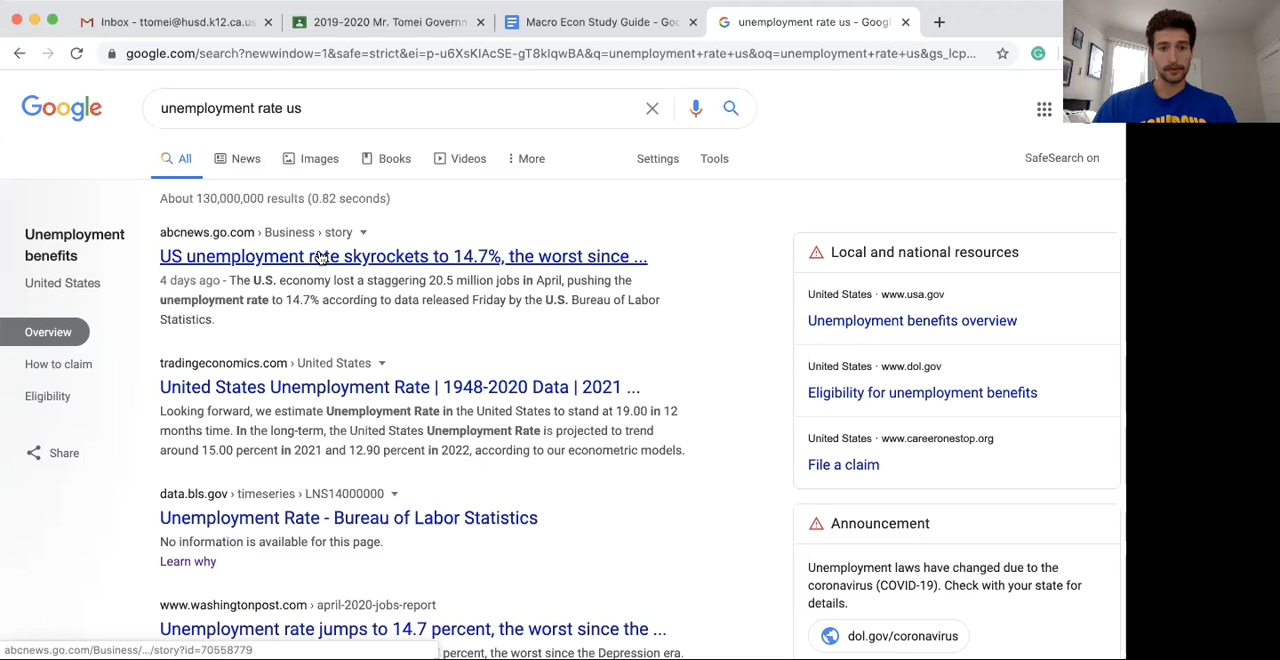 Inbox - ttomei@husd.k12.ca.us
2019-2020 Mr. Tomei Governm
Macro Econ Study Guide - Goo
unemployment rate us - Googl
google.com/search?newwindow=1&safe=strict&ei=p-u6XsKIAcSE-gT8kIqwBA&q=unemployment+rate+us&oq=unemployment+rate+us&gs_lcp...
Google
unemployment rate us
All
News
Images
Books
Videos
More
Settings
Tools
SafeSearch on
About 130,000,000 results (0.82 seconds)
Unemployment
benefits
United States
Overview
How to claim
Eligibility
Share
abcnews.go.com › Business › story
US unemployment rate skyrockets to 14.7%, the worst since ...
4 days ago - The U.S. economy lost a staggering 20.5 million jobs in April, pushing the
unemployment rate to 14.7% according to data released Friday by the U.S. Bureau of Labor
Statistics.
tradingeconomics.com › United States
United States Unemployment Rate | 1948-2020 Data | 2021 ...
Looking forward, we estimate Unemployment Rate in the United States to stand at 19.00 in 12
months time. In the long-term, the United States Unemployment Rate is projected to trend
around 15.00 percent in 2021 and 12.90 percent in 2022, according to our econometric models.
data.bls.gov › timeseries › LNS14000000
Unemployment Rate - Bureau of Labor Statistics
No information is available for this page.
Learn why
www.washingtonpost.com › april-2020-jobs-report
Unemployment rate jumps to 14.7 percent, the worst since the ...
percent, the worst since the Depression era.
abcnews.go.com/Business/.../story?id=70558779
Local and national resources
United States · www.usa.gov
Unemployment benefits overview
United States · www.dol.gov
Eligibility for unemployment benefits
United States · www.careeronestop.org
File a claim
Announcement
Unemployment laws have changed due to the
coronavirus (COVID-19). Check with your state for
details.
dol.gov/coronavirus